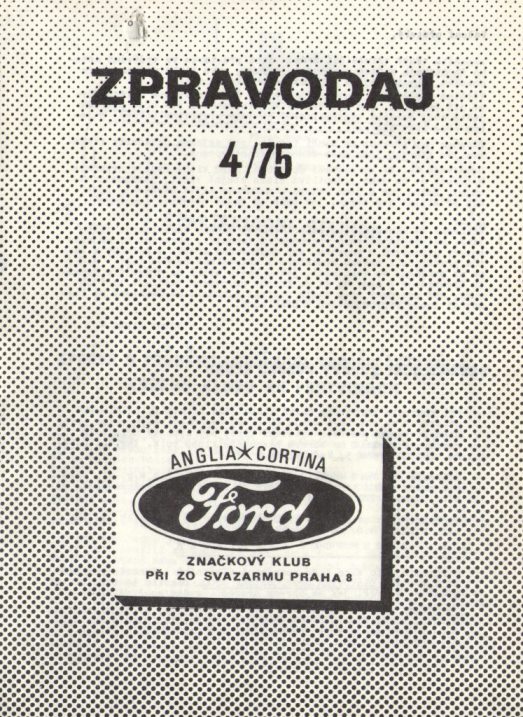 ZPRAVODAJ
4/75
ANGLIA★CORTINA
Ford
ZNAČKOVÝ KLUB
PŘI ZO SVAZARMU PRAHA 8